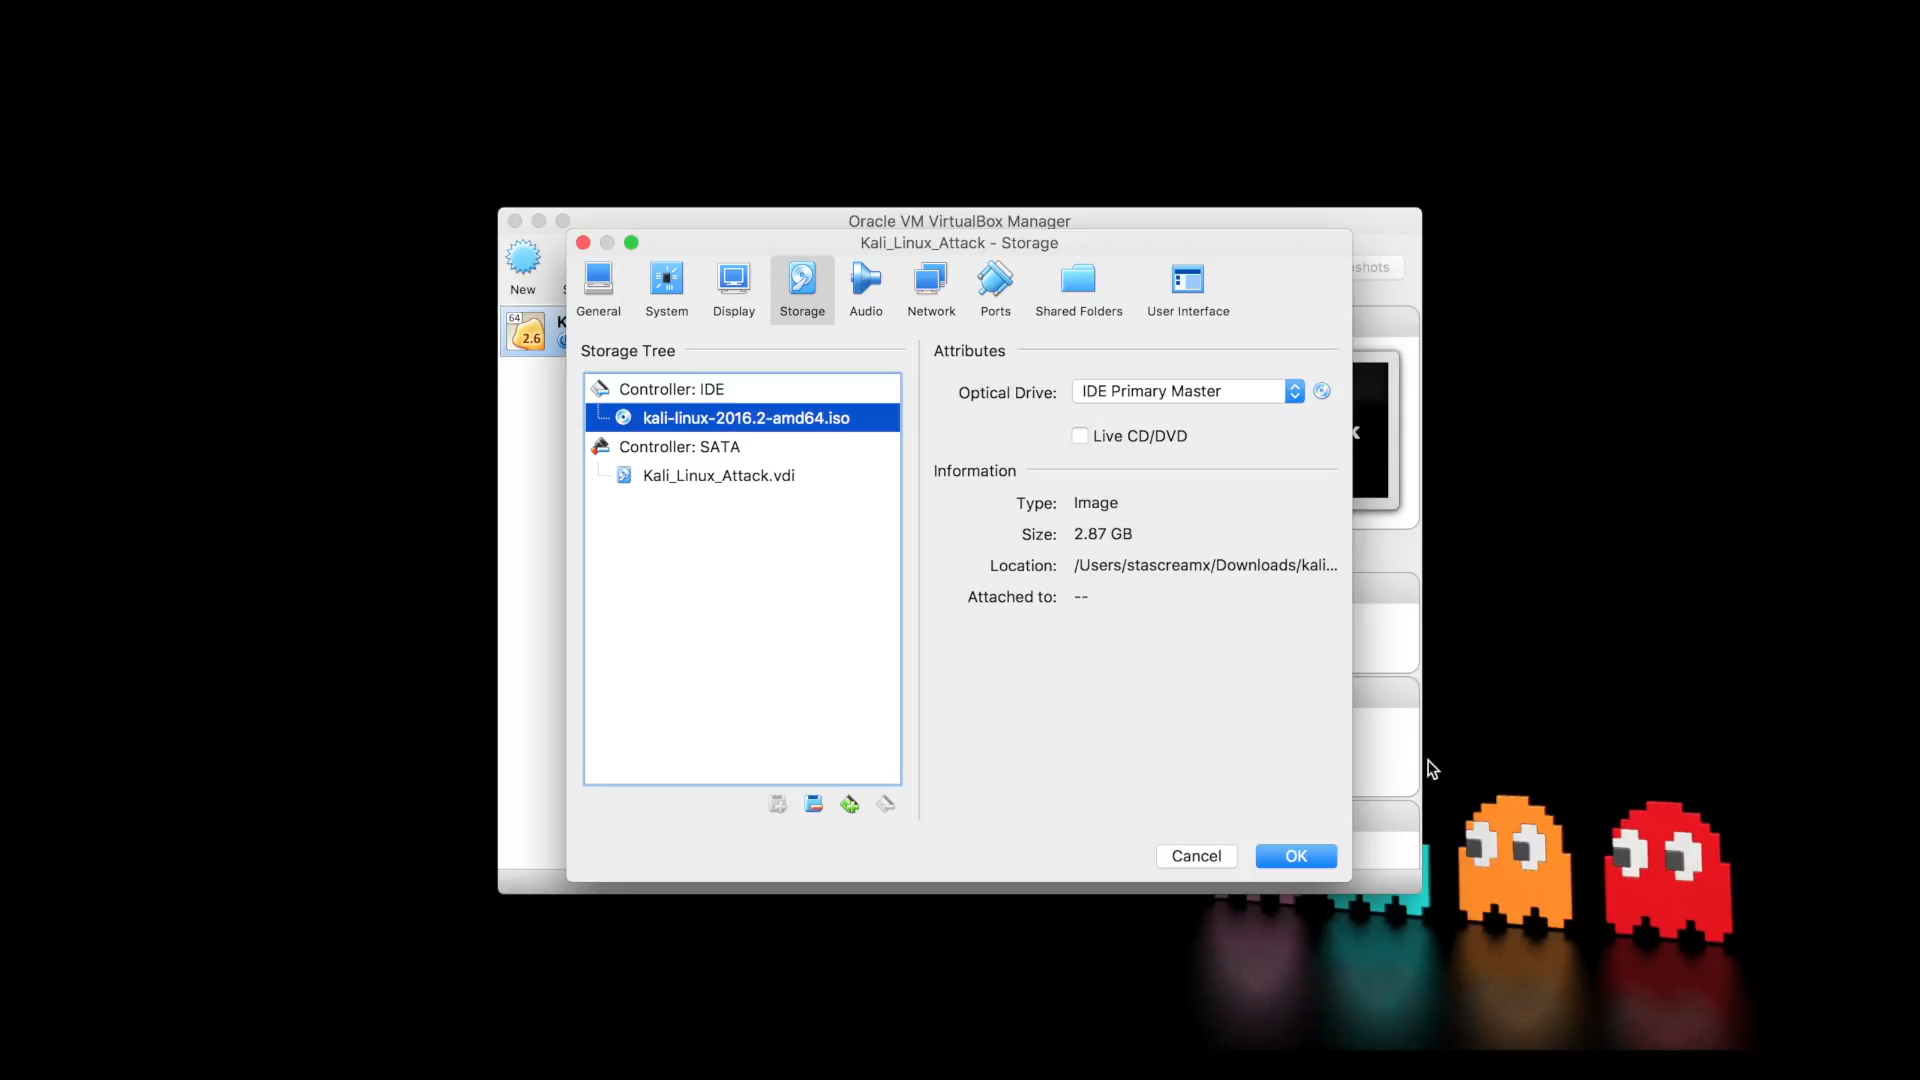 Oracle VM VirtualBox Manager
Kali_Linux_Attack - Storage
New
shots
General
System
Display
Storage
Audio
Network
Ports
Shared Folders
User Interface
64
2.6
K
Storage Tree
Controller: IDE
kali-linux-2016.2-amd64.iso
Controller: SATA
Kali_Linux_Attack.vdi
Attributes
Optical Drive: IDE Primary Master
Live CD/DVD
Information
Type: Image
Size: 2.87 GB
Location: /Users/stascreamx/Downloads/kali...
Attached to: --
k
Cancel
OK